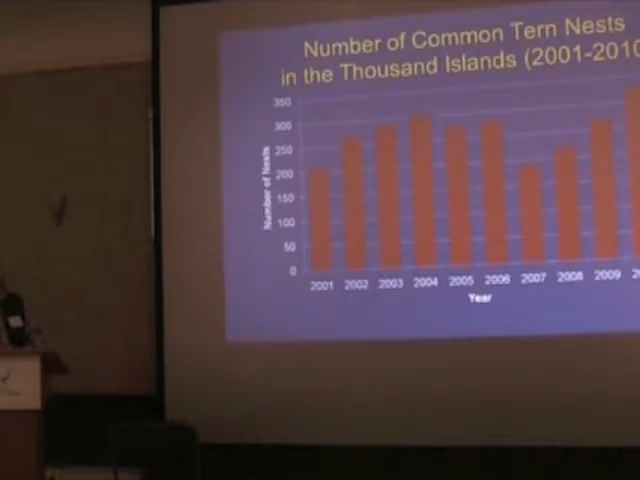 Number of Common Tern Nests
in the Thousand Islands (2001-2010
350
300
250
200
150
100
50
0
Number of Nests
2001 2002 2003 2004 2005 2006 2007 2008 2009
Year